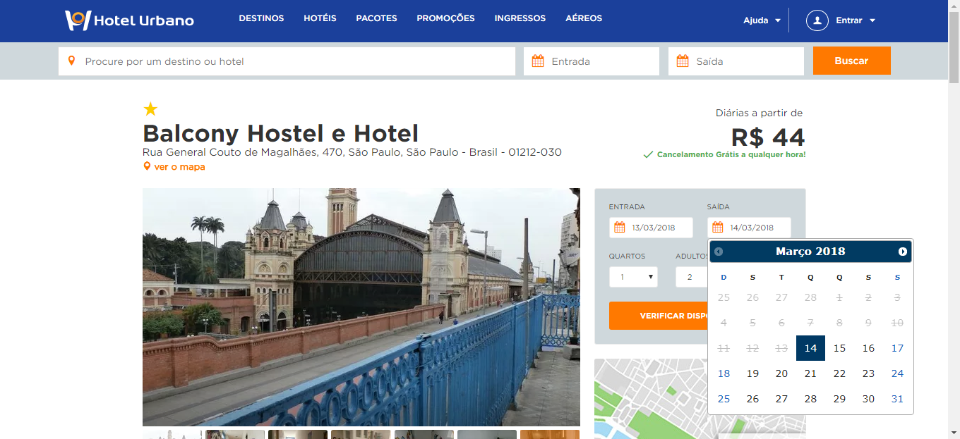 Hotel Urbano DESTINOS HOTÉIS PACOTES PROMOÇÕES INGRESSOS AÉREOS Ajuda Entrar
Procure por um destino ou hotel Entrada Saída Buscar
Balcony Hostel e Hotel
Rua General Couto de Magalhães, 470, São Paulo, São Paulo - Brasil - 01212-030
ver o mapa
Diárias a partir de
R$ 44
Cancelamento Grátis a qualquer hora!
ENTRADA SAÍDA
13/03/2018 14/03/2018
QUARTOS ADULTOS
1 2
VERIFICAR
Março 2018
D S T Q Q S S
25 26 27 28 1 2 3
4 5 6 7 8 9 10
11 12 13 14 15 16 17
18 19 20 21 22 23 24
25 26 27 28 29 30 31